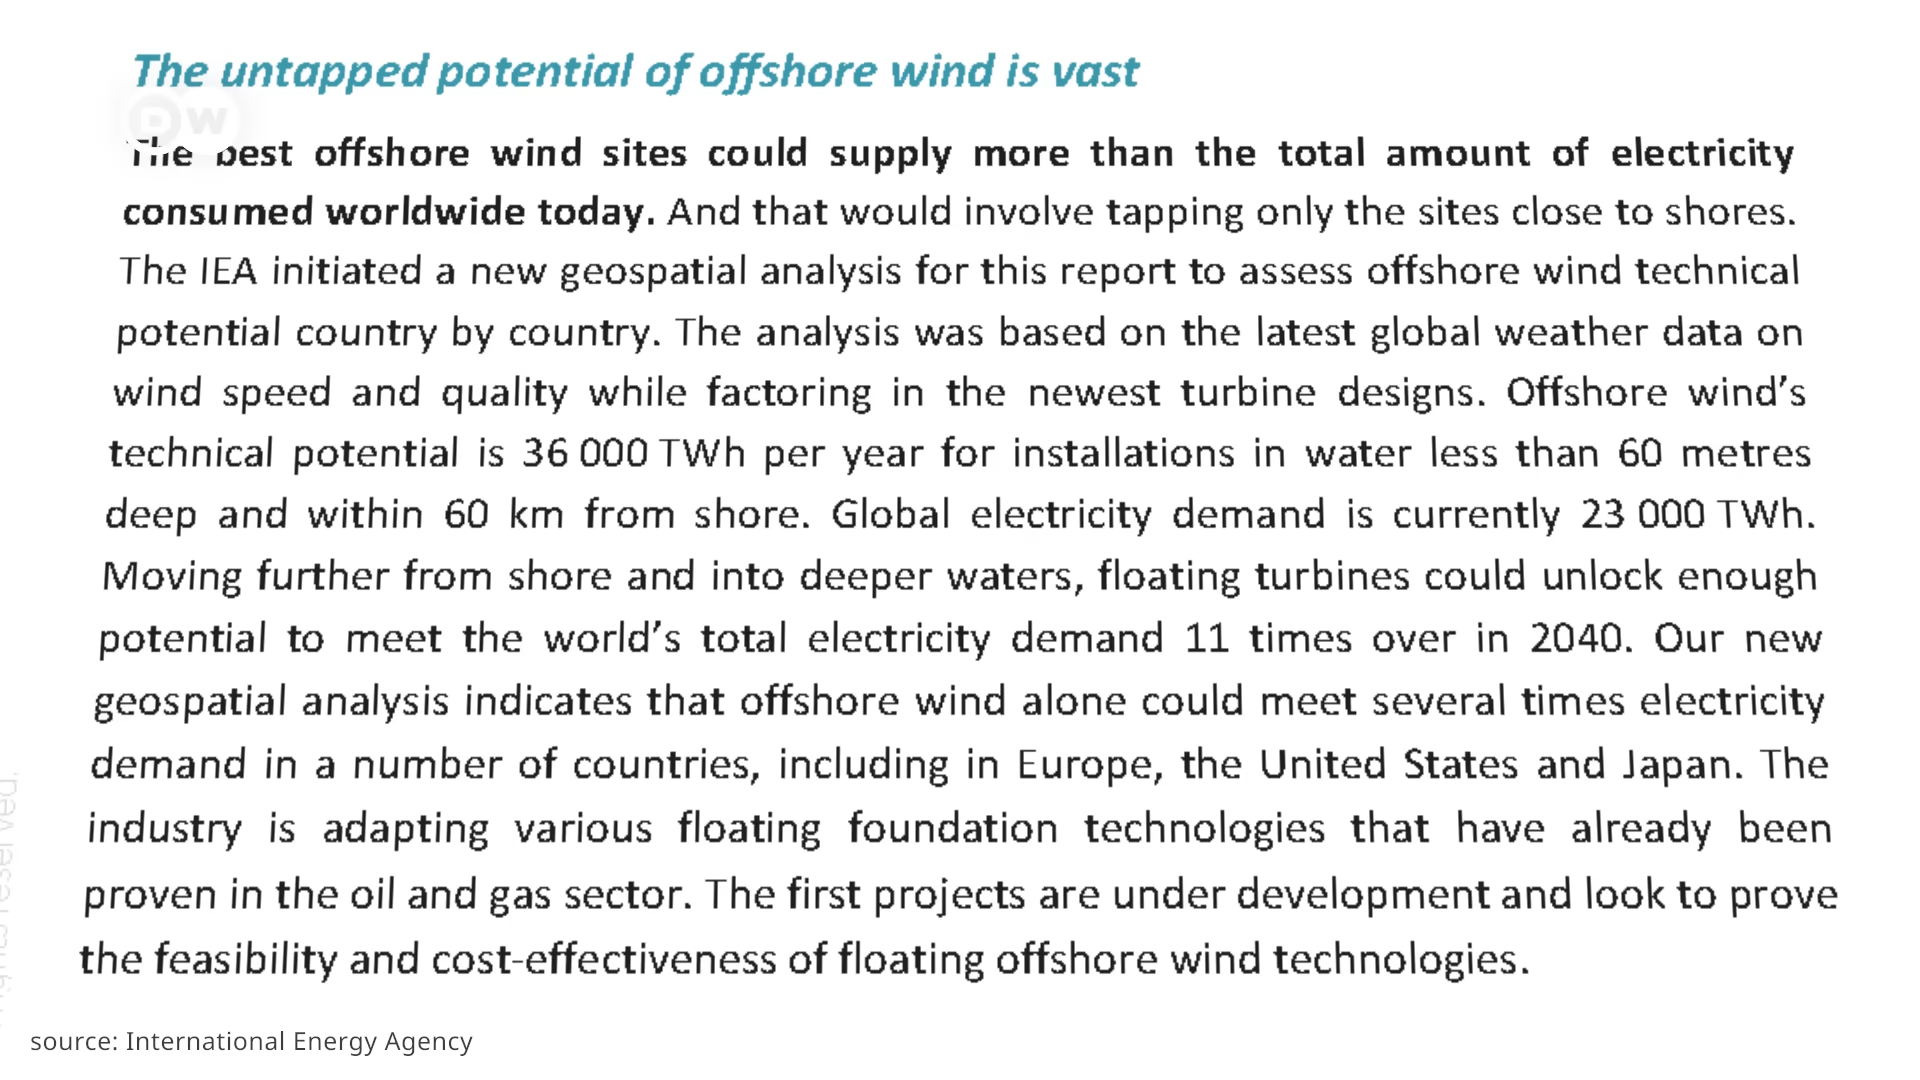 The untapped potential of offshore wind is vast
DW
The best offshore wind sites could supply more than the total amount of electricity
consumed worldwide today. And that would involve tapping only the sites close to shores.
The IEA initiated a new geospatial analysis for this report to assess offshore wind technical
potential country by country. The analysis was based on the latest global weather data on
wind speed and quality while factoring in the newest turbine designs. Offshore wind’s
technical potential is 36 000 TWh per year for installations in water less than 60 metres
deep and within 60 km from shore. Global electricity demand is currently 23 000 TWh.
Moving further from shore and into deeper waters, floating turbines could unlock enough
potential to meet the world’s total electricity demand 11 times over in 2040. Our new
geospatial analysis indicates that offshore wind alone could meet several times electricity
demand in a number of countries, including in Europe, the United States and Japan. The
industry is adapting various floating foundation technologies that have already been
proven in the oil and gas sector. The first projects are under development and look to prove
the feasibility and cost-effectiveness of floating offshore wind technologies.
reserved.
source: International Energy Agency